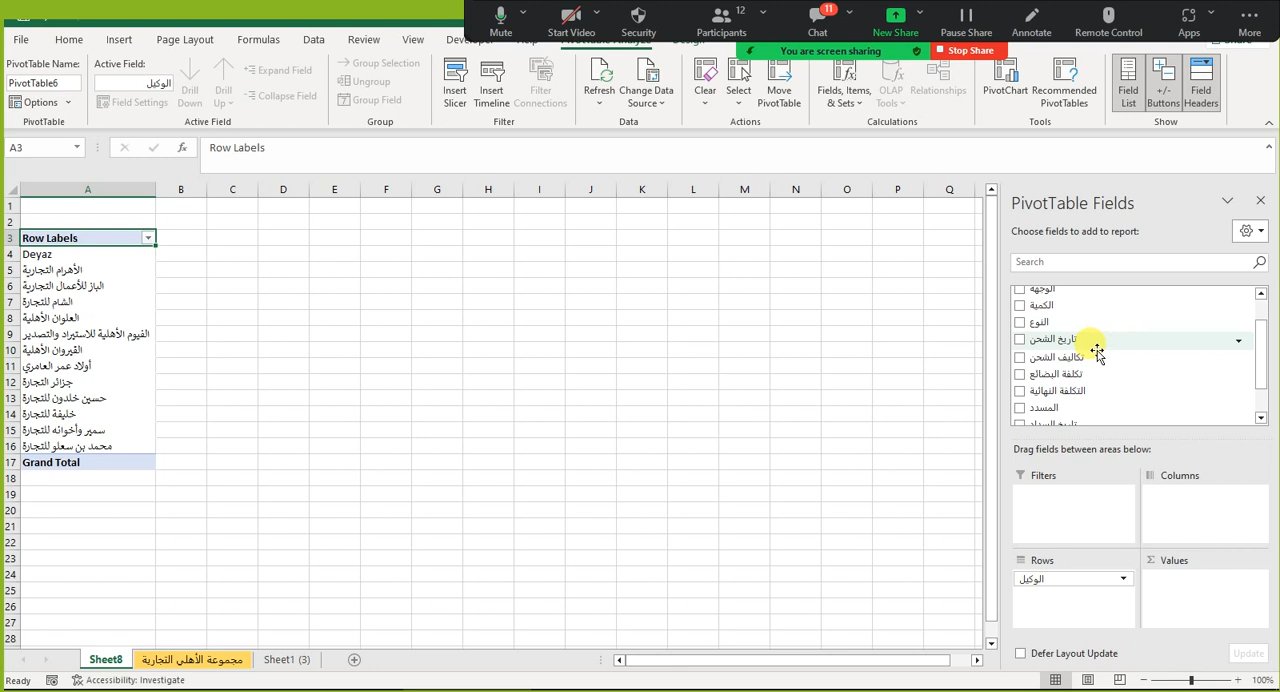 Mute
Start Video
Security
12
Participants
11
Chat
New Share
Pause Share
Annotate
Remote Control
Apps
More
You are screen sharing
Stop Share
File
Home
Insert
Page Layout
Formulas
Data
Review
View
PivotTable Name:
PivotTable6
Options
PivotTable
Active Field:
الوكيل
Field Settings
Drill Down
Drill Up
Expand Field
Collapse Field
Active Field
Group Selection
Ungroup
Group Field
Group
Insert Slicer
Insert Timeline
Filter Connections
Filter
Refresh
Change Data Source
Data
Clear
Select
Move PivotTable
Actions
Fields, Items, & Sets
OLAP Tools
Relationships
Calculations
PivotChart
Recommended PivotTables
Tools
Field List
+/- Buttons
Field Headers
Show
A3
fx
Row Labels
A B C D E F G H I J K L M N O P Q
1
2
3 Row Labels
4 Deyaz
5 الأهرام التجارية
6 الباز للأعمال التجارية
7 الشام للتجارة
8 العلوان الأهلية
9 الفيوم الأهلية للاستيراد والتصدير
10 القيروان الأهلية
11 أولاد عمر العامري
12 جزائر التجارة
13 حسين خلدون للتجارة
14 خليفة للتجارة
15 سمير وأخوانه للتجارة
16 محمد بن سعلو للتجارة
17 Grand Total
18
19
20
21
22
23
24
25
26
27
28
PivotTable Fields
Choose fields to add to report:
Search
الوجهة
الكمية
النوع
تاريخ الشحن
تكاليف الشحن
تكلفة البضائع
التكلفة النهائية
المسدد
تاريخ السداد
Drag fields between areas below:
Filters
Columns
Rows
Σ Values
الوكيل
Defer Layout Update
Update
Sheet8
مجموعة الأهلي التجارية
Sheet1 (3)
Ready
Accessibility: Investigate
100%